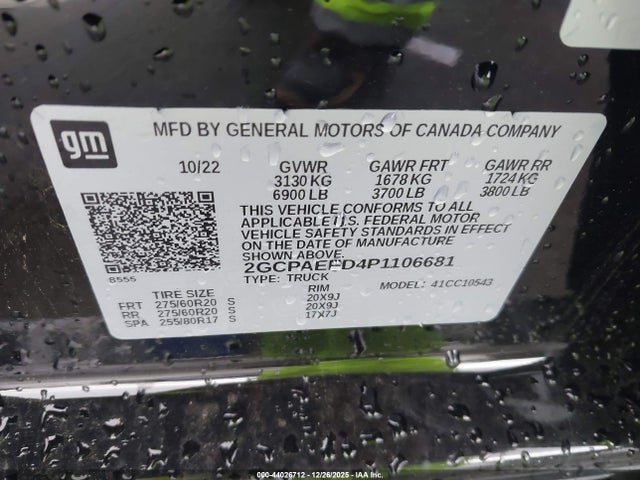 gm
MFD BY GENERAL MOTORS OF CANADA COMPANY
10/22 GVWR GAWR FRT GAWR RR
3130 KG 1678 KG 1724 KG
6900 LB 3700 LB 3800 LB
THIS VEHICLE CONFORMS TO ALL
APPLICABLE U.S. FEDERAL MOTOR
VEHICLE SAFETY STANDARDS IN EFFECT
ON THE DATE OF MANUFACTURE SHOWN ABOVE.
2GCPAEED4P1106681
TYPE: TRUCK MODEL: 41CC10543
8555
TIRE SIZE RIM
FRT 275/60R20 S 20X9J
RR 275/60R20 S 20X9J
SPA 255/80R17 S 17X7J
000-44026712 - 12/26/2025 - IAA Inc.